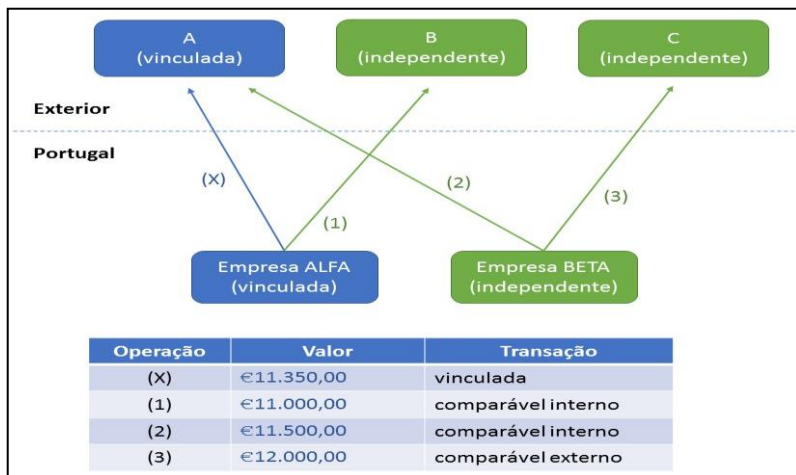 A
(vinculada)
B
(independente)
C
(independente)
Exterior
Portugal
(X)
(1)
(2)
(3)
Empresa ALFA
(vinculada)
Empresa BETA
(independente)
Operação Valor Transação
(X) €11.350,00 vinculada
(1) €11.000,00 comparável interno
(2) €11.500,00 comparável interno
(3) €12.000,00 comparável externo